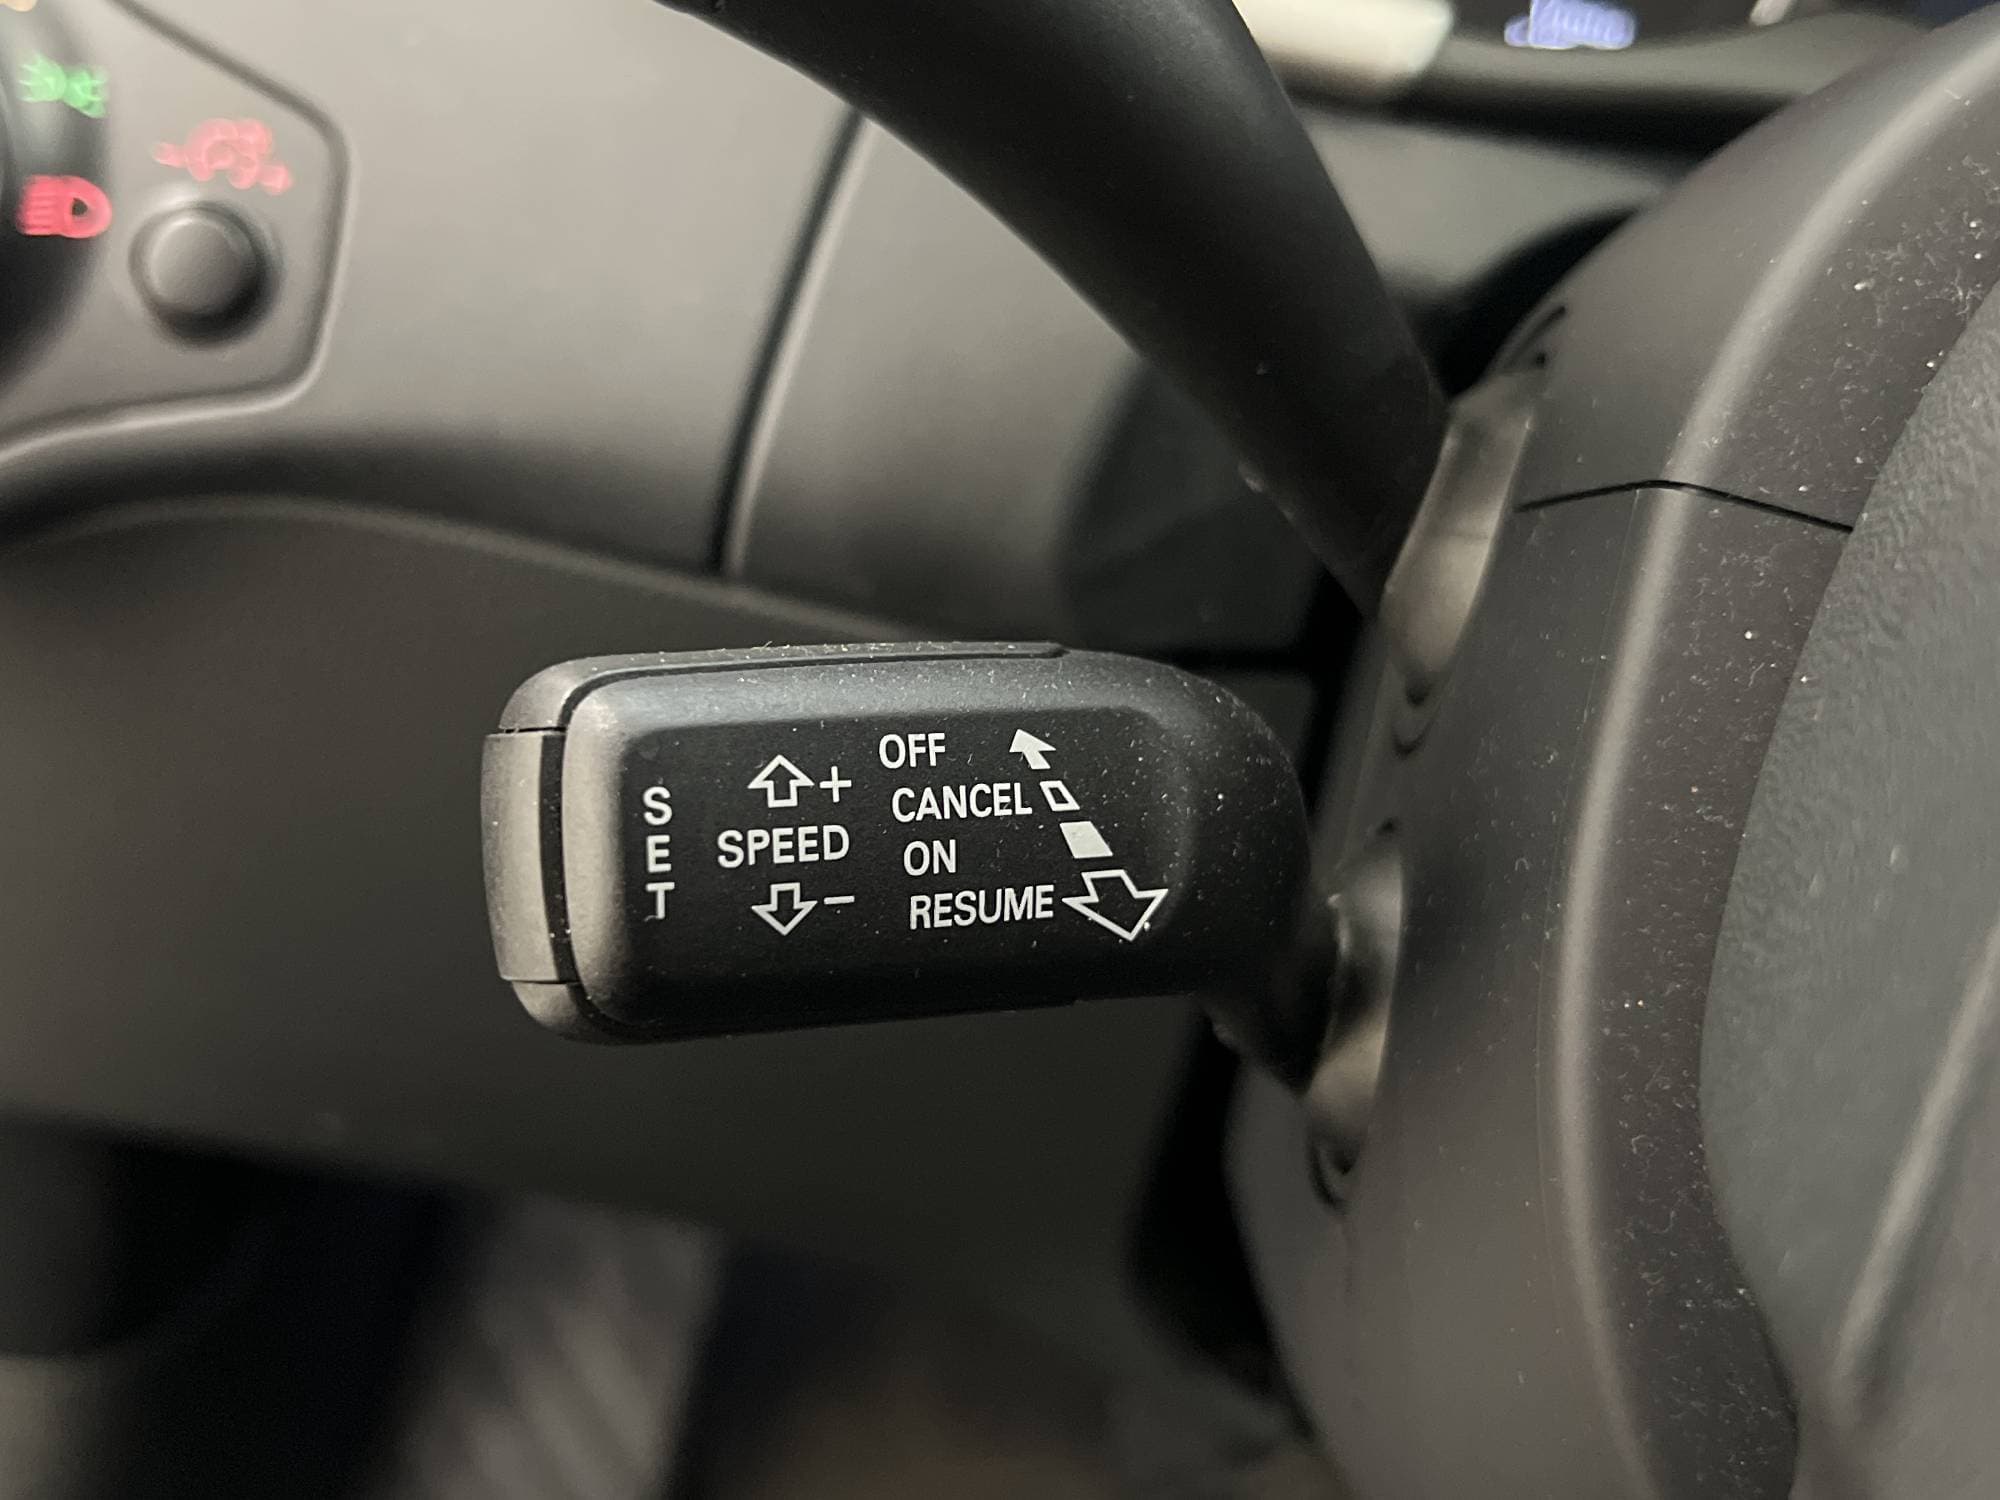 SET
+
SPEED
−
OFF
CANCEL
ON
RESUME